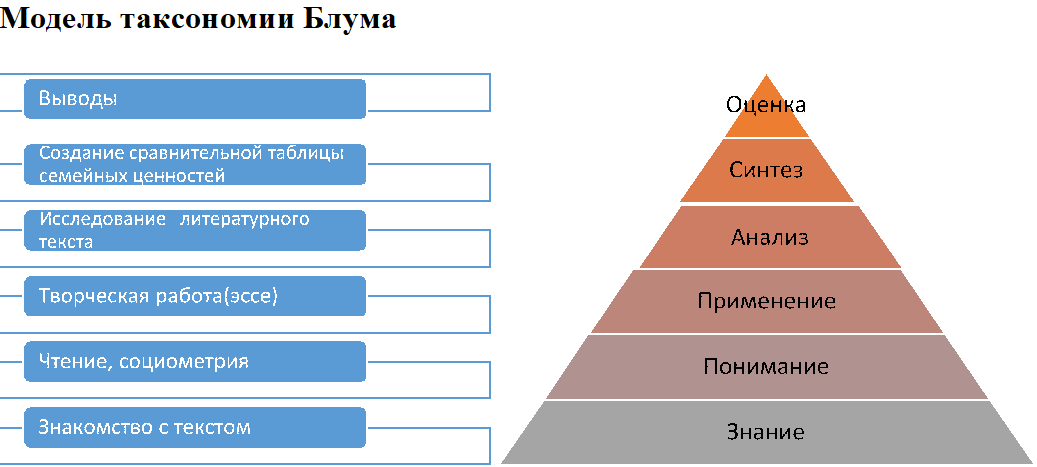 Модель таксономии Блума
Выводы
Создание сравнительной таблицы
семейных ценностей
Исследование литературного
текста
Творческая работа(эссе)
Чтение, социометрия
Знакомство с текстом
Оценка
Синтез
Анализ
Применение
Понимание
Знание